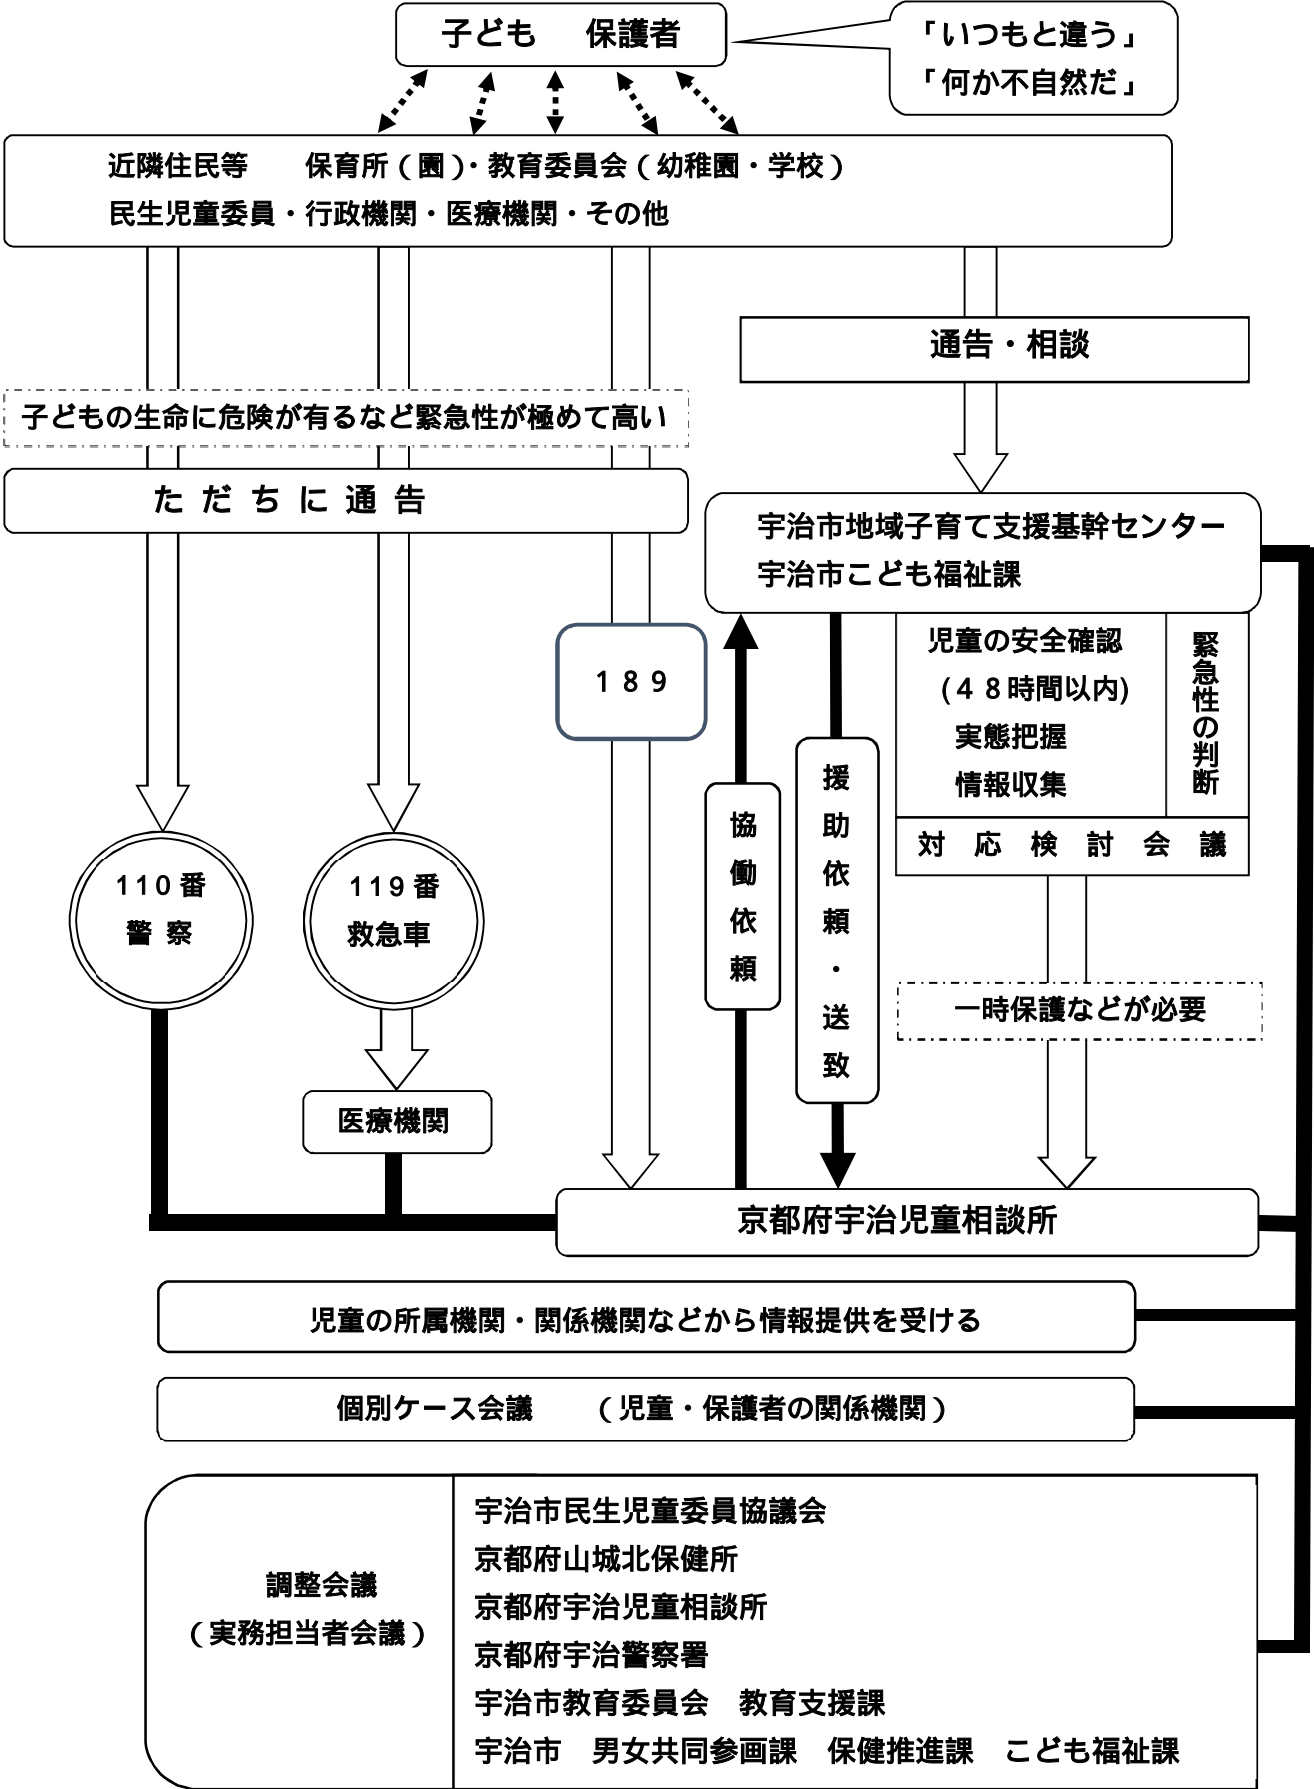 子ども　保護者
「いつもと違う」
「何か不自然だ」
近隣住民等　保育所（園）・教育委員会（幼稚園・学校）
民生児童委員・行政機関・医療機関・その他
通告・相談
子どもの生命に危険が有るなど緊急性が極めて高い
ただちに通告
宇治市地域子育て支援基幹センター
宇治市こども福祉課
189
児童の安全確認
(48時間以内)
実態把握
情報収集
緊急性の判断
対応検討会議
協働依頼
援助依頼・送致
110番
警察
119番
救急車
一時保護などが必要
医療機関
京都府宇治児童相談所
児童の所属機関・関係機関などから情報提供を受ける
個別ケース会議　（児童・保護者の関係機関）
調整会議
（実務担当者会議）
宇治市民生児童委員協議会
京都府山城北保健所
京都府宇治児童相談所
京都府宇治警察署
宇治市教育委員会　教育支援課
宇治市　男女共同参画課　保健推進課　こども福祉課